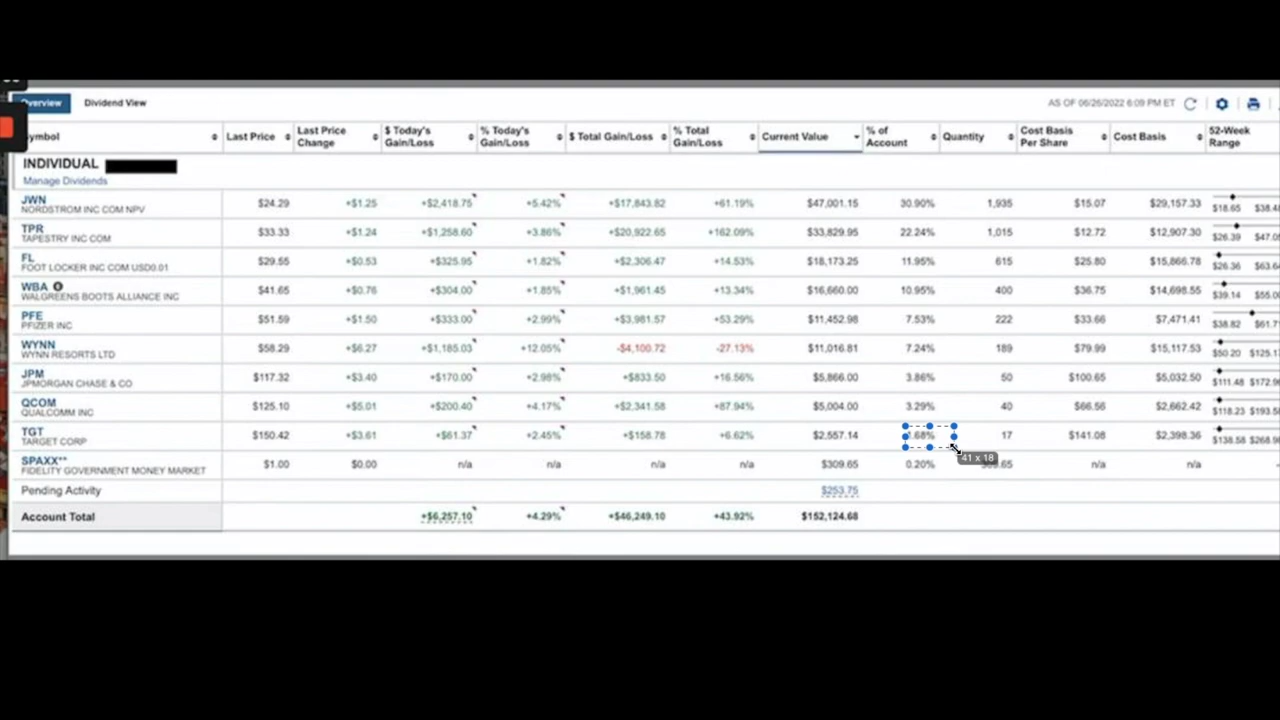 Overview Dividend View AS OF 06/26/2022 6:09 PM ET
Symbol Last Price Last Price Change $ Today's Gain/Loss % Today's Gain/Loss $ Total Gain/Loss % Total Gain/Loss Current Value % of Account Quantity Cost Basis Per Share Cost Basis 52-Week Range
INDIVIDUAL
Manage Dividends
JWN $24.29 +$1.25 +$2,418.75 +5.42% +$17,843.82 +61.19% $47,001.15 30.90% 1,935 $15.07 $29,157.33
NORDSTROM INC COM NPV $18.65
TPR $33.33 +$1.24 +$1,258.60 +3.86% +$20,922.65 +162.09% $33,829.95 22.24% 1,015 $12.72 $12,907.30
TAPESTRY INC COM $26.39
FL $29.55 +$0.53 +$325.95 +1.82% +$2,306.47 +14.53% $18,173.25 11.95% 615 $25.80 $15,866.78
FOOT LOCKER INC COM USD0.01 $26.36
WBA $41.65 +$0.76 +$304.00 +1.85% +$1,961.45 +13.34% $16,660.00 10.95% 400 $36.75 $14,698.55
WALGREENS BOOTS ALLIANCE INC $39.14
PFE $51.59 +$1.50 +$333.00 +2.99% +$3,981.57 +53.29% $11,452.98 7.53% 222 $33.66 $7,471.41
PFIZER INC $38.82
WYNN $58.29 +$6.27 +$1,185.03 +12.05% -$4,100.72 -27.13% $11,016.81 7.24% 189 $79.99 $15,117.53
WYNN RESORTS LTD $50.20
JPM $117.32 +$3.40 +$170.00 +2.98% +$833.50 +16.56% $5,866.00 3.86% 50 $100.65 $5,032.50
JPMORGAN CHASE & CO $111.48
QCOM $125.10 +$5.01 +$200.40 +4.17% +$2,341.58 +87.94% $5,004.00 3.29% 40 $66.56 $2,662.42
QUALCOMM INC $118.23
TGT $150.42 +$3.61 +$61.37 +2.45% +$158.78 +6.62% $2,557.14 1.68% 17 $141.08 $2,398.36
TARGET CORP $138.58
41 x 18
SPAXX** $1.00 $0.00 n/a n/a n/a n/a $309.65 0.20% n/a n/a
FIDELITY GOVERNMENT MONEY MARKET
Pending Activity $253.75
Account Total +$6,257.10 +4.29% +$46,249.10 +43.92% $152,124.68